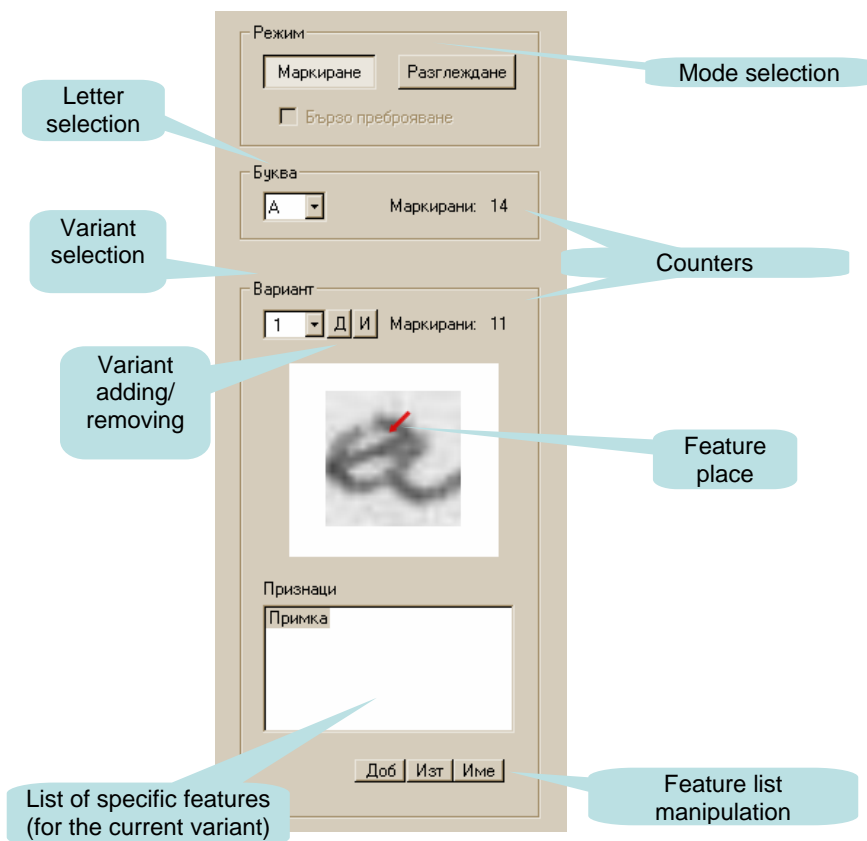 Режим
Маркиране Разглеждане
Mode selection
Letter
selection
Бързо преброяване
Буква
А Маркирани: 14
Variant
selection
Counters
Вариант
1 Д И Маркирани: 11
Variant
adding/
removing
Feature
place
Признаци
Примка
Доб Изт Име
List of specific features
(for the current variant)
Feature list
manipulation